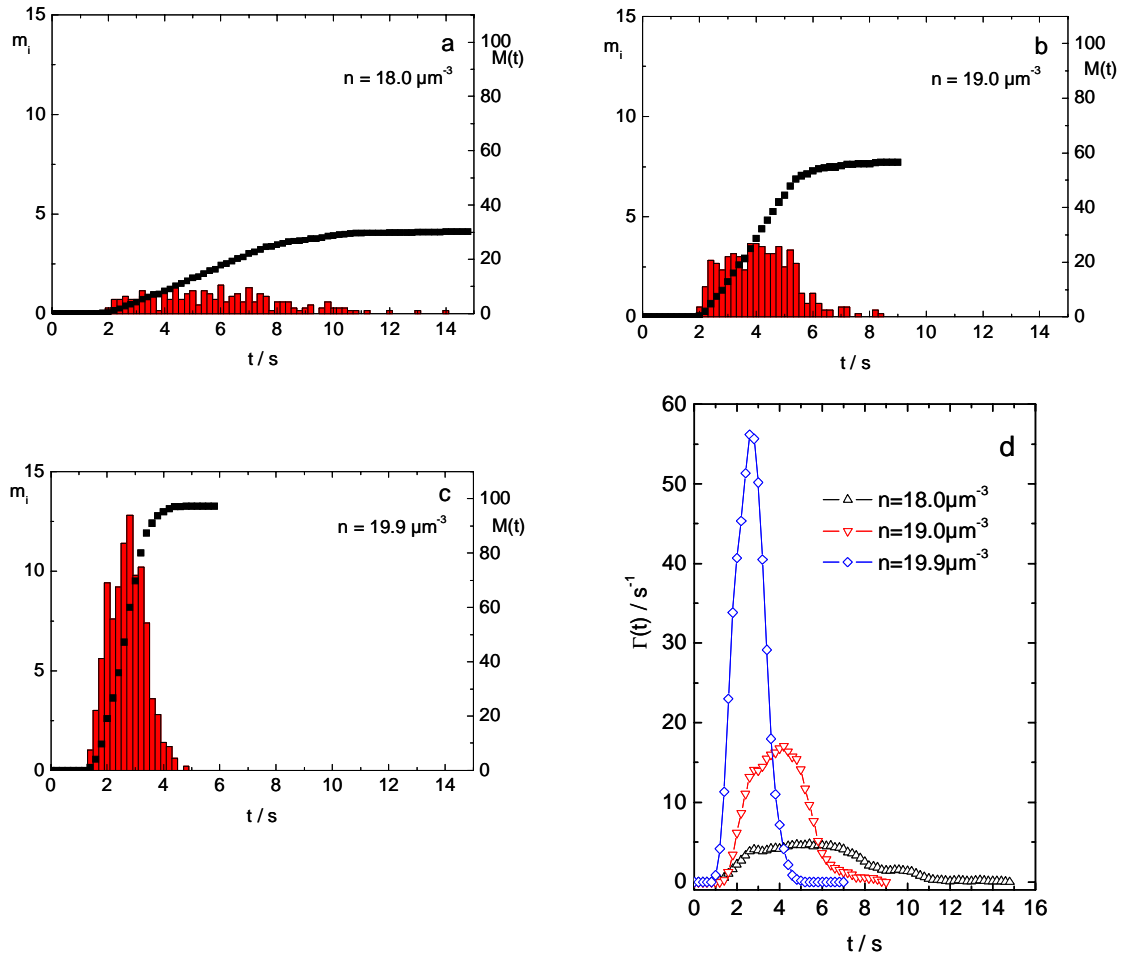 15
10
5
0
m_i
a
n = 18.0 µm⁻³
100
M(t)
80
60
40
20
0
0 2 4 6 8 10 12 14
t / s
15
10
5
0
m_i
b
n = 19.0 µm⁻³
100
M(t)
80
60
40
20
0
0 2 4 6 8 10 12 14
t / s
15
10
5
0
m_i
c
n = 19.9 µm⁻³
100
M(t)
80
60
40
20
0
0 2 4 6 8 10 12 14
t / s
60
50
40
30
20
10
0
Γ(t) / s⁻¹
d
n=18.0µm⁻³
n=19.0µm⁻³
n=19.9µm⁻³
0 2 4 6 8 10 12 14 16
t / s